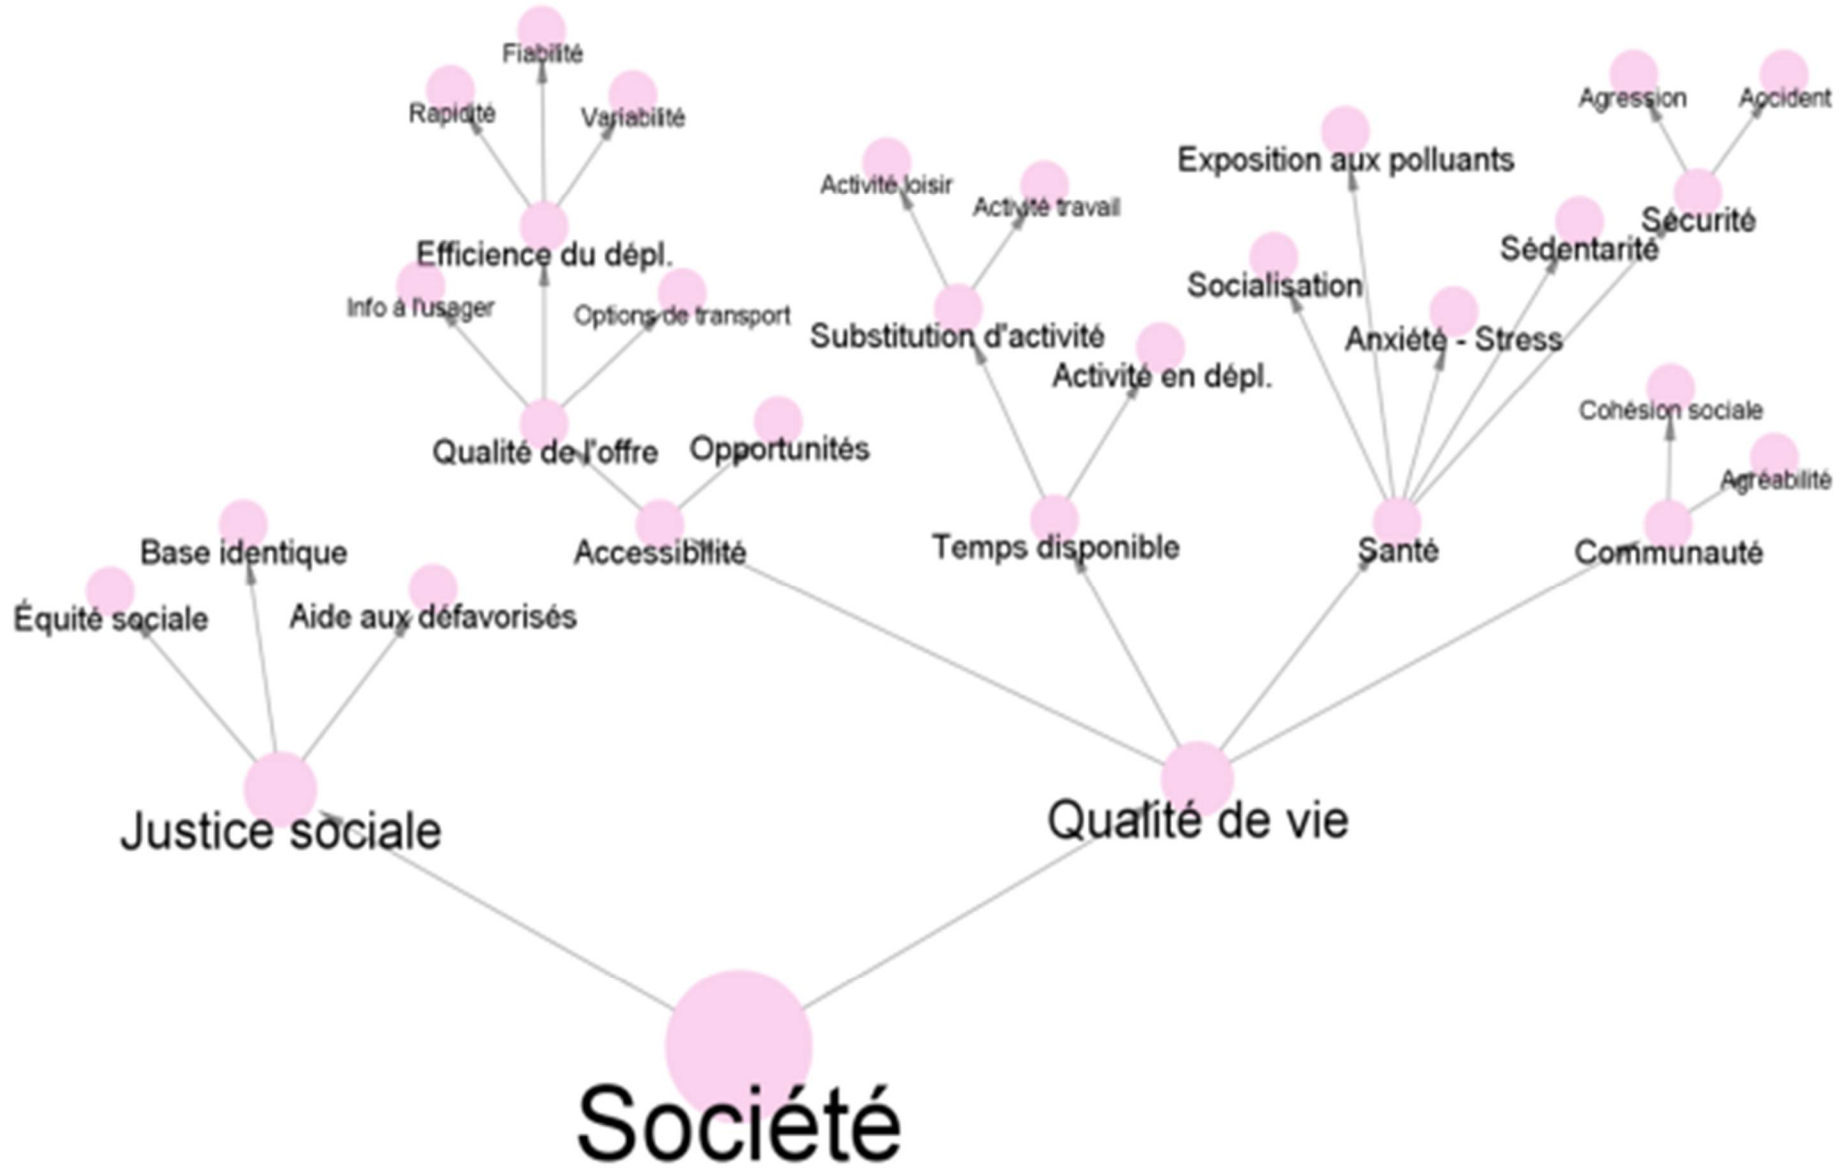 Fiabilité
Rapidité
Variabilité
Agression
Accident
Exposition aux polluants
Activité loisir
Activité travail
Sécurité
Sédentarité
Efficience du dépl.
Socialisation
Info à l'usager
Options de transport
Substitution d'activité
Anxiété - Stress
Activité en dépl.
Cohésion sociale
Qualité de l'offre
Opportunités
Agréabilité
Base identique
Accessibilité
Temps disponible
Santé
Communauté
Équité sociale
Aide aux défavorisés
Justice sociale
Qualité de vie
Société